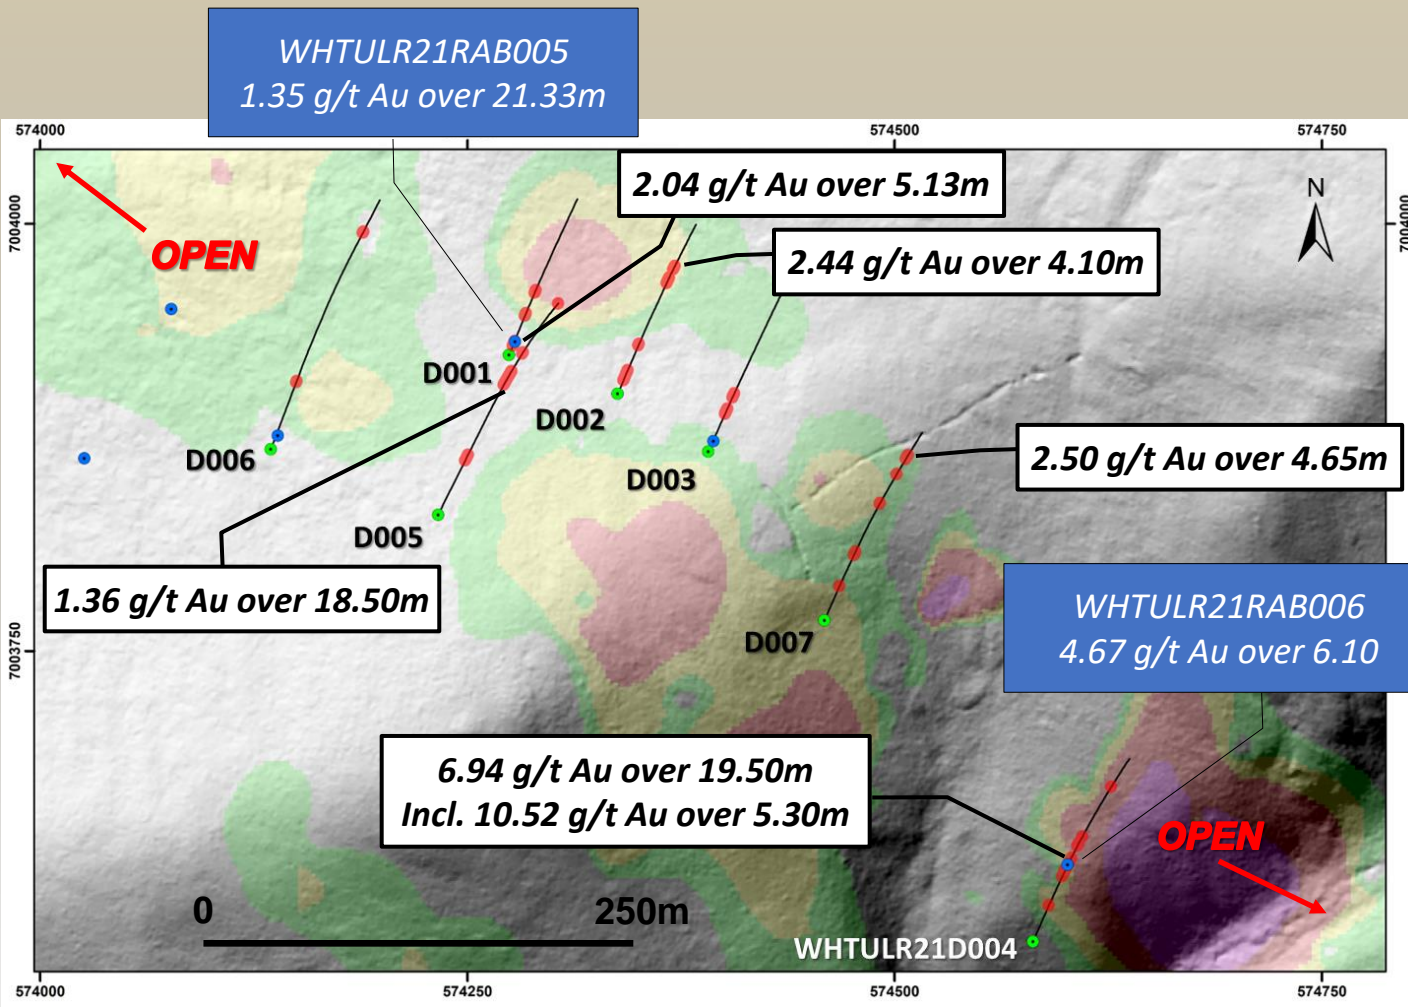 WHTULR21RAB005
1.35 g/t Au over 21.33m
574000
574500
574750
2.04 g/t Au over 5.13m
N
7004000
7004000
OPEN
2.44 g/t Au over 4.10m
D001
D002
D006
D003
2.50 g/t Au over 4.65m
D005
1.36 g/t Au over 18.50m
WHTULR21RAB006
4.67 g/t Au over 6.10
D007
7003750
6.94 g/t Au over 19.50m
Incl. 10.52 g/t Au over 5.30m
OPEN
0
250m
WHTULR21D004
574000
574250
574500
574750